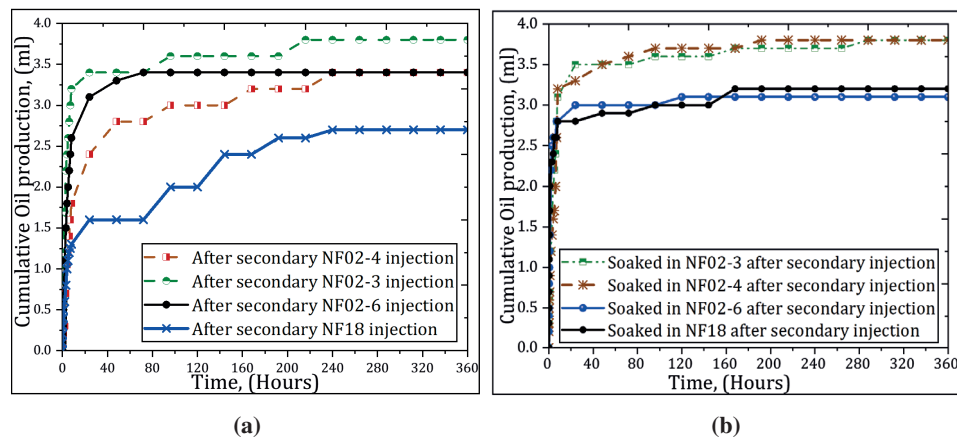 (a)
4.0
3.5
3.0
2.5
2.0
1.5
1.0
0.5
0.0
Cumulative Oil production, (ml)
After secondary NF02-4 injection
After secondary NF02-3 injection
After secondary NF02-6 injection
After secondary NF18 injection
0 40 80 120 160 200 240 280 320 360
Time, (Hours)
(b)
4.0
3.5
3.0
2.5
2.0
1.5
1.0
0.5
0.0
Cumulative Oil production, (ml)
Soaked in NF02-3 after secondary injection
Soaked in NF02-4 after secondary injection
Soaked in NF02-6 after secondary injection
Soaked in NF18 after secondary injection
0 40 80 120 160 200 240 280 320 360
Time, (Hours)
(a)
(b)